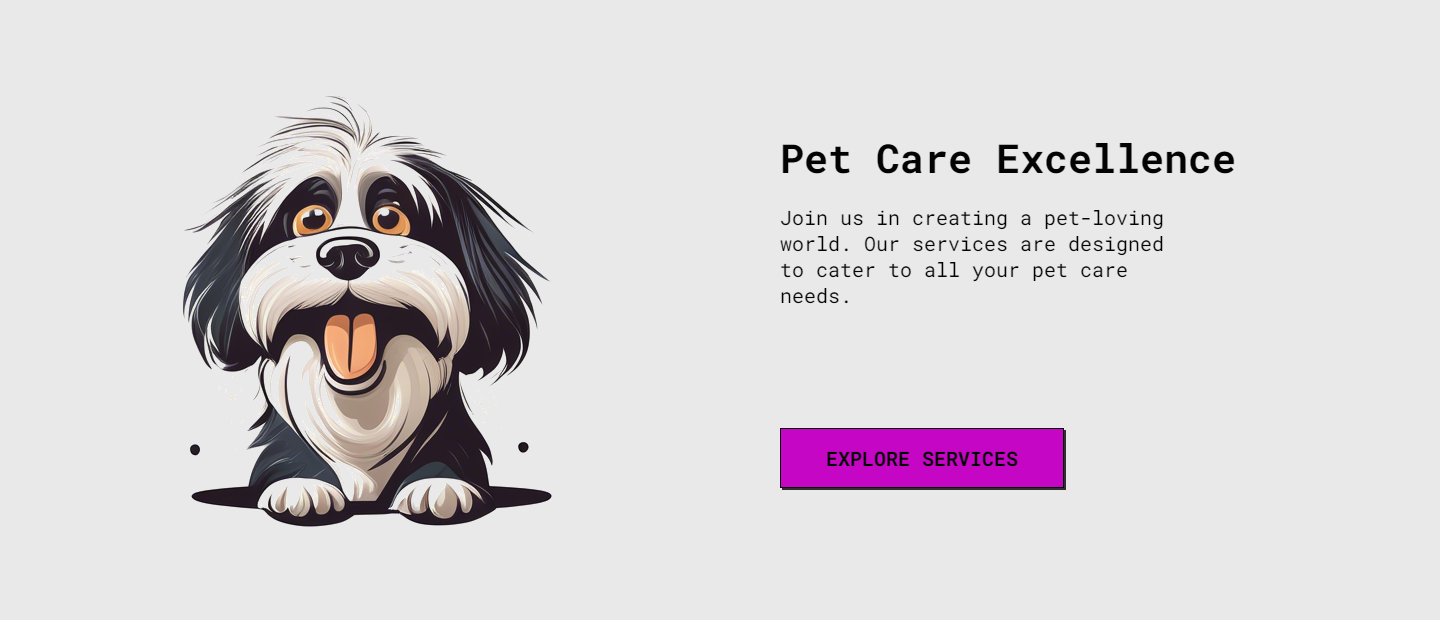 Pet Care Excellence
Join us in creating a pet-loving
world. Our services are designed
to cater to all your pet care
needs.
EXPLORE SERVICES